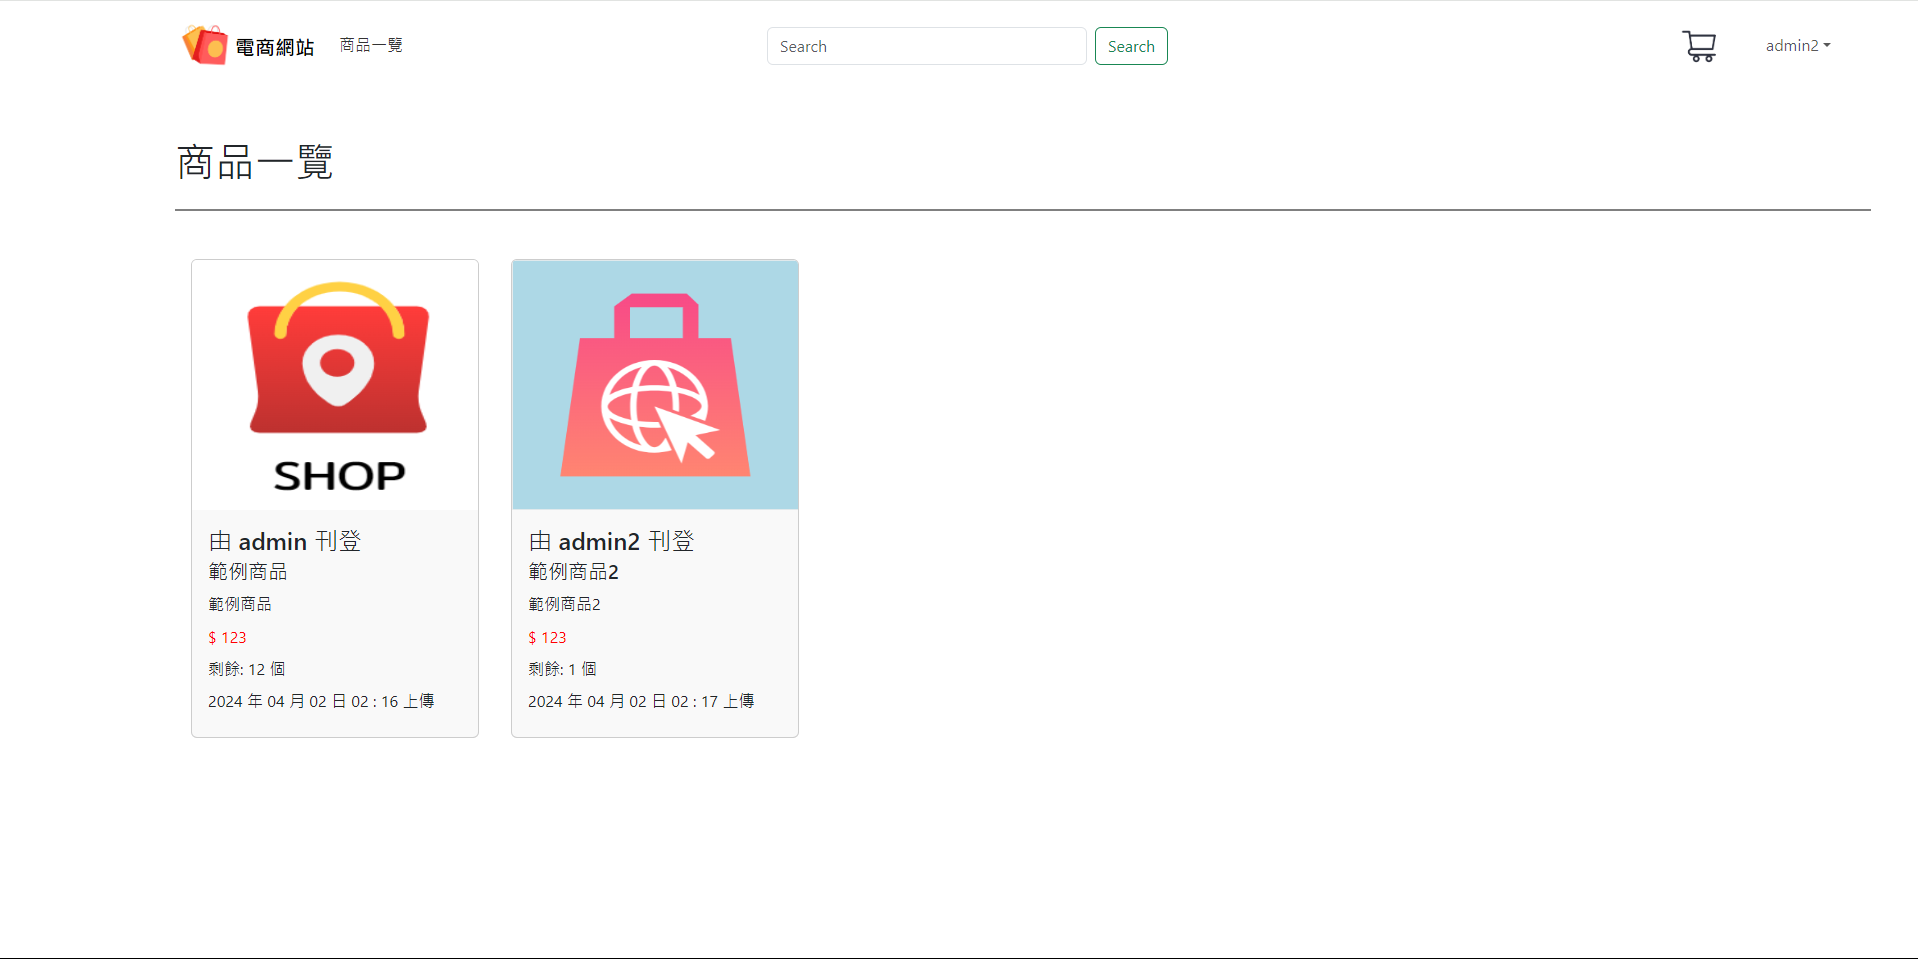 電商網站
商品一覽
Search
Search
admin2
商品一覽
SHOP
由 admin 刊登
範例商品
範例商品
$ 123
剩餘: 12 個
2024 年 04 月 02 日 02 : 16 上傳
由 admin2 刊登
範例商品2
範例商品2
$ 123
剩餘: 1 個
2024 年 04 月 02 日 02 : 17 上傳